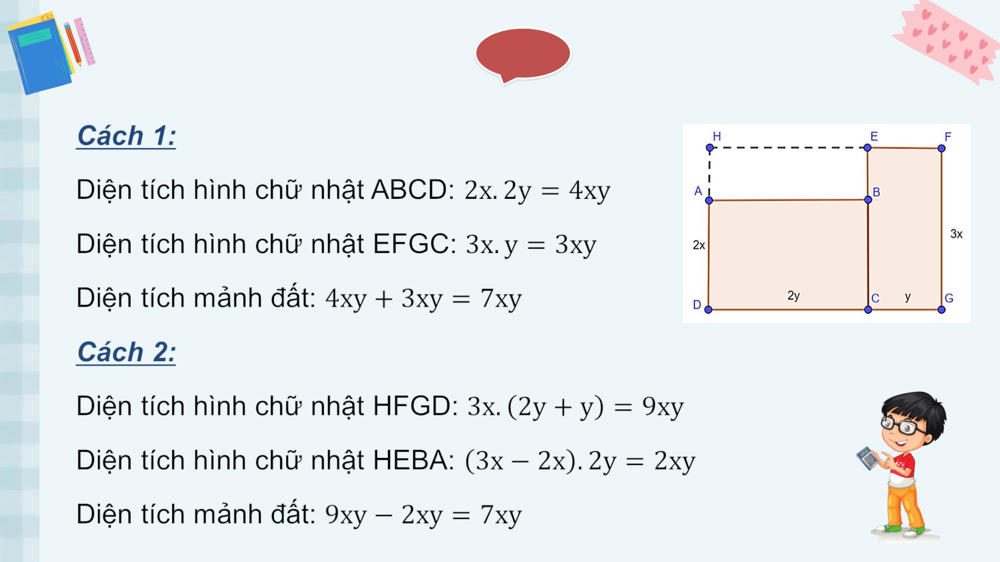 Cách 1:
Diện tích hình chữ nhật ABCD: 2x. 2y = 4xy
Diện tích hình chữ nhật EFGC: 3x. y = 3xy
Diện tích mảnh đất: 4xy + 3xy = 7xy
Cách 2:
Diện tích hình chữ nhật HFGD: 3x. (2y + y) = 9xy
Diện tích hình chữ nhật HEBA: (3x − 2x). 2y = 2xy
Diện tích mảnh đất: 9xy − 2xy = 7xy
H E F
A B
2x 3x
2y y
D C G